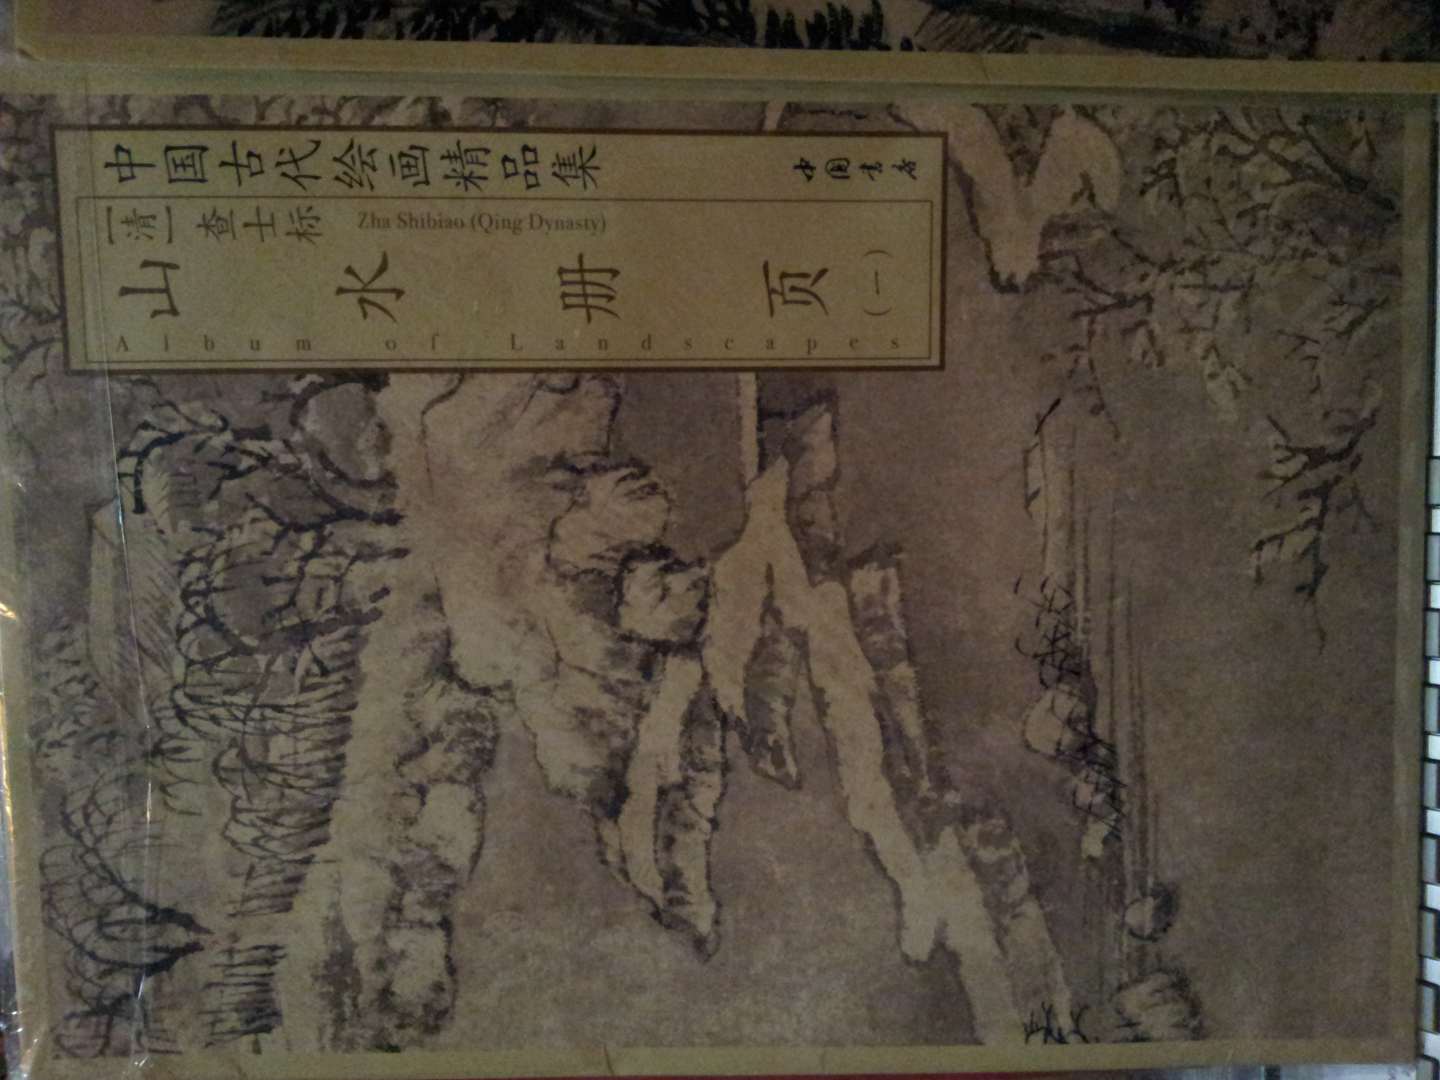 中国古代绘画精品集
中国书店
[清] 查士标 Zha Shibiao (Qing Dynasty)
山水册页(一)
Album of Landscapes